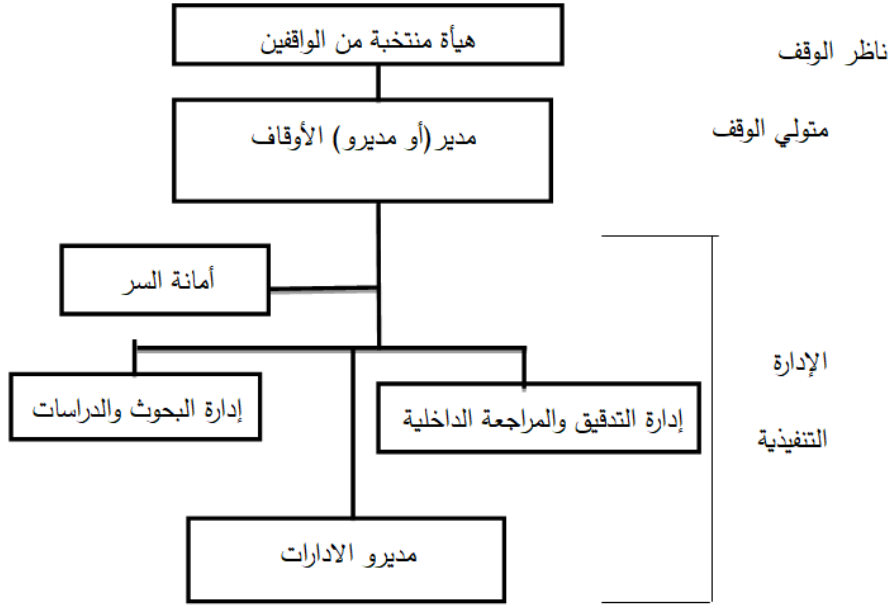 هيأة منتخبة من الواقفين
ناظر الوقف
متولي الوقف
مدير(أو مديرو) الأوقاف
أمانة السر
الإدارة
التنفيذية
إدارة التدقيق والمراجعة الداخلية
إدارة البحوث والدراسات
مديرو الادارات